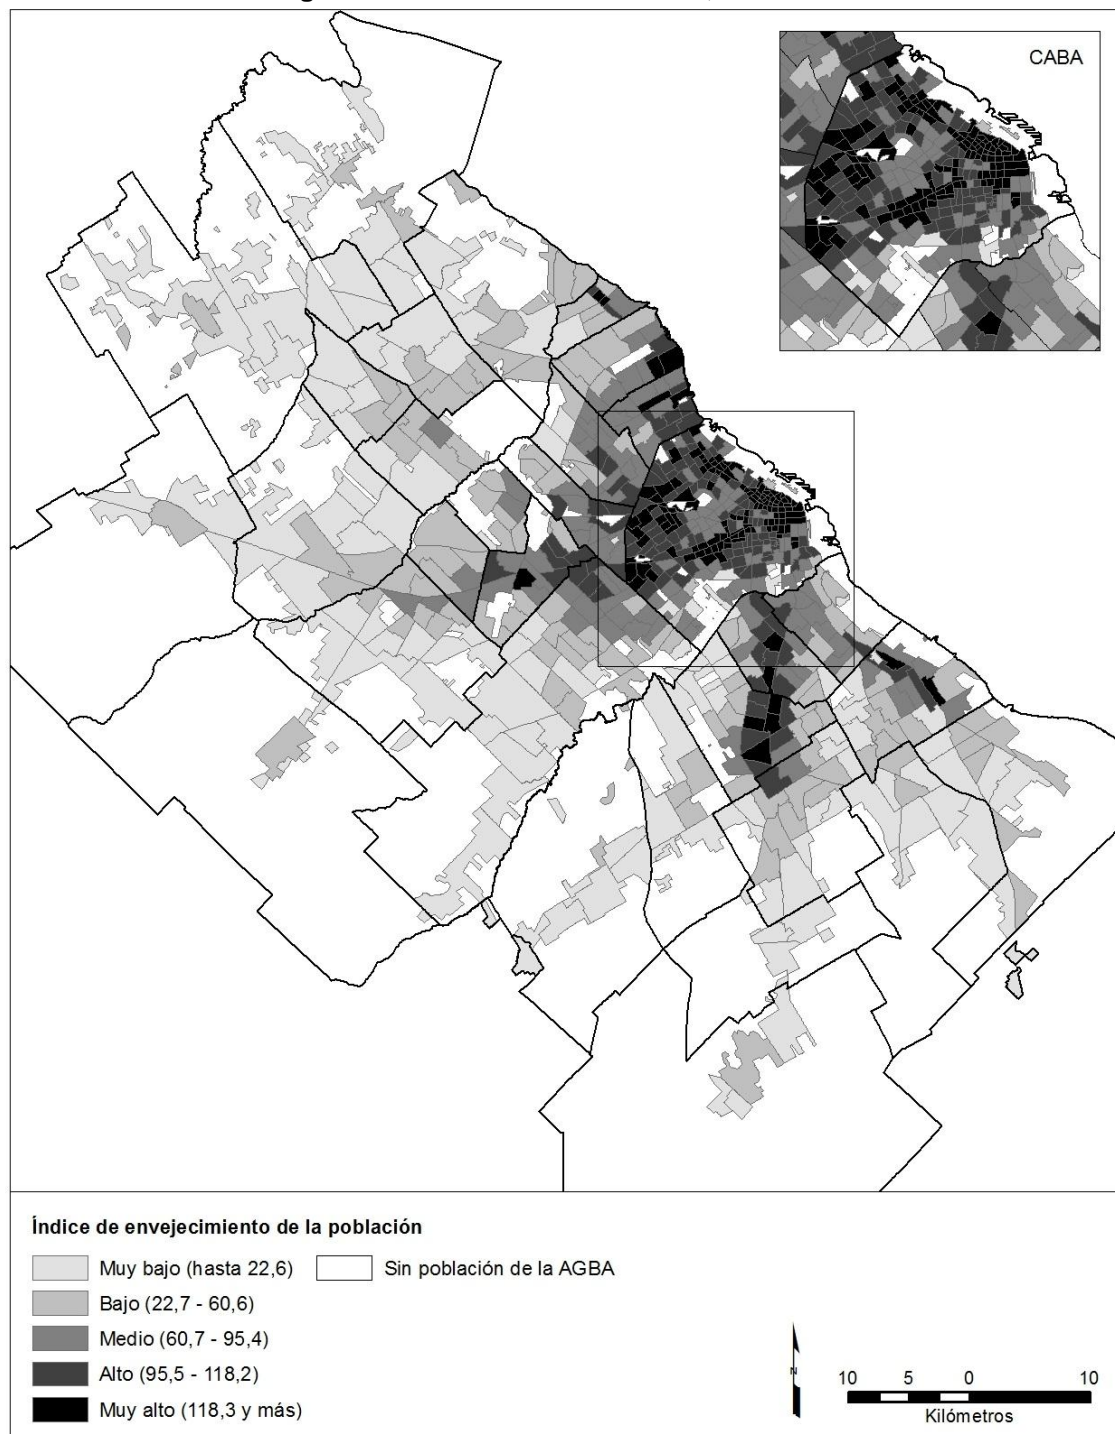 CABA
Índice de envejecimiento de la población
Muy bajo (hasta 22,6)
Sin población de la AGBA
Bajo (22,7 - 60,6)
Medio (60,7 - 95,4)
Alto (95,5 - 118,2)
Muy alto (118,3 y más)
N
10 5 0 10
Kilómetros